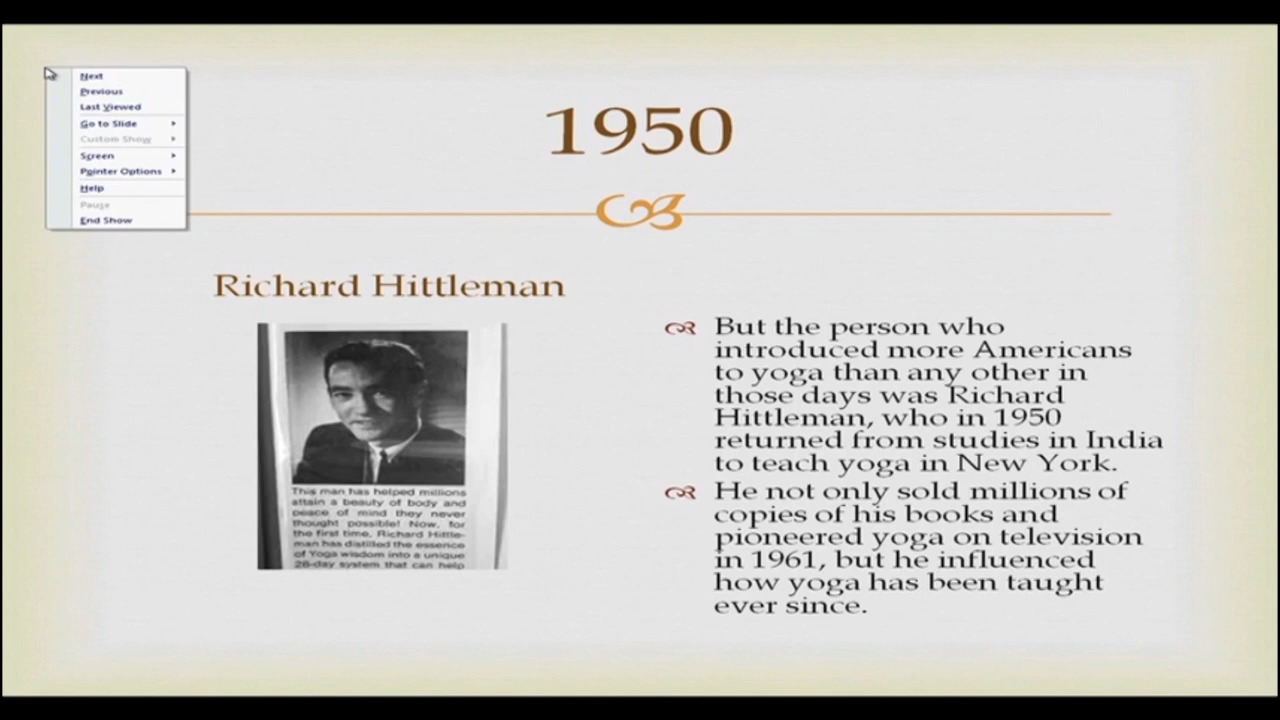 Next
Previous
Last Viewed
Go to Slide
Custom Show
Screen
Pointer Options
Help
Pause
End Show
1950
Richard Hittleman
This man has helped millions
attain a beauty of body and
peace of mind they never
thought possible! Now, for
the first time, Richard Hittle-
man has distilled the essence
of Yoga wisdom into a unique
28-day system that can help
But the person who
introduced more Americans
to yoga than any other in
those days was Richard
Hittleman, who in 1950
returned from studies in India
to teach yoga in New York.
He not only sold millions of
copies of his books and
pioneered yoga on television
in 1961, but he influenced
how yoga has been taught
ever since.